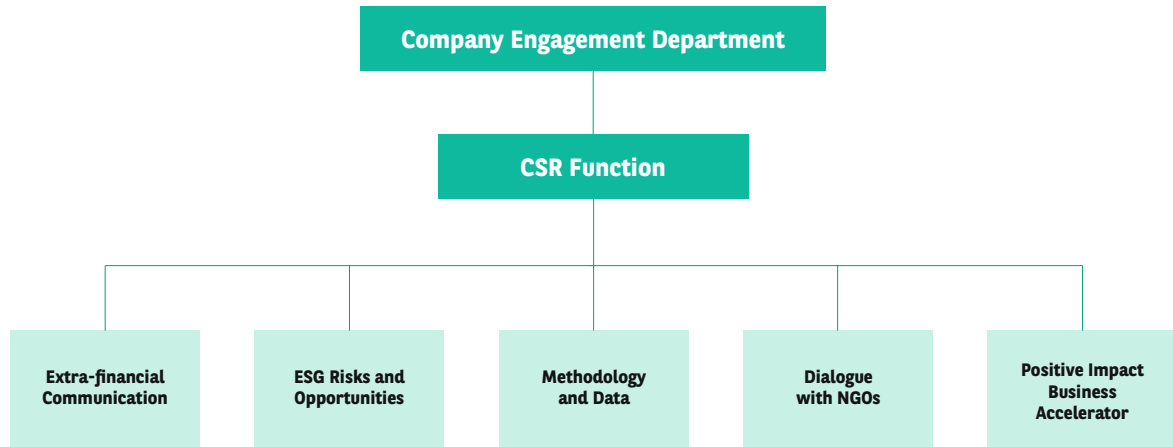 Company Engagement Department
CSR Function
Extra-financial
Communication
ESG Risks and
Opportunities
Methodology
and Data
Dialogue
with NGOs
Positive Impact
Business
Accelerator